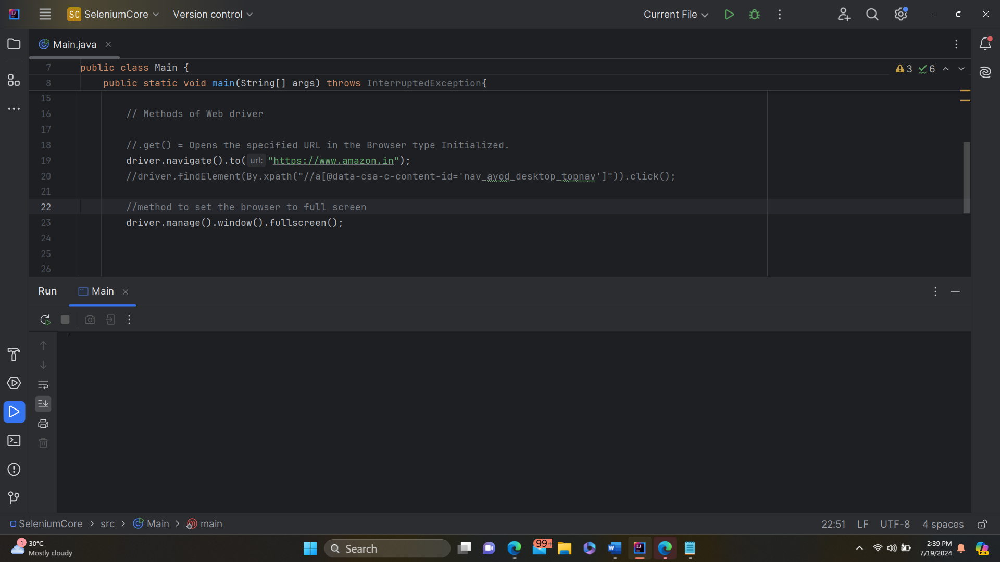 SC SeleniumCore Version control Current File
Main.java
7 public class Main {
3 6
8 public static void main(String[] args) throws InterruptedException{
15
16 // Methods of Web driver
17
18 //.get() = Opens the specified URL in the Browser type Initialized.
19 driver.navigate().to( url: "https://www.amazon.in");
20 //driver.findElement(By.xpath("//a[@data-csa-c-content-id='nav_avod_desktop_topnav']")).click();
21
22 //method to set the browser to full screen
23 driver.manage().window().fullscreen();
24
25
26
Run Main
SeleniumCore > src > Main > main 22:51 LF UTF-8 4 spaces
1 30°C
Mostly cloudy
Search
99+
2:39 PM
7/19/2024
PRE